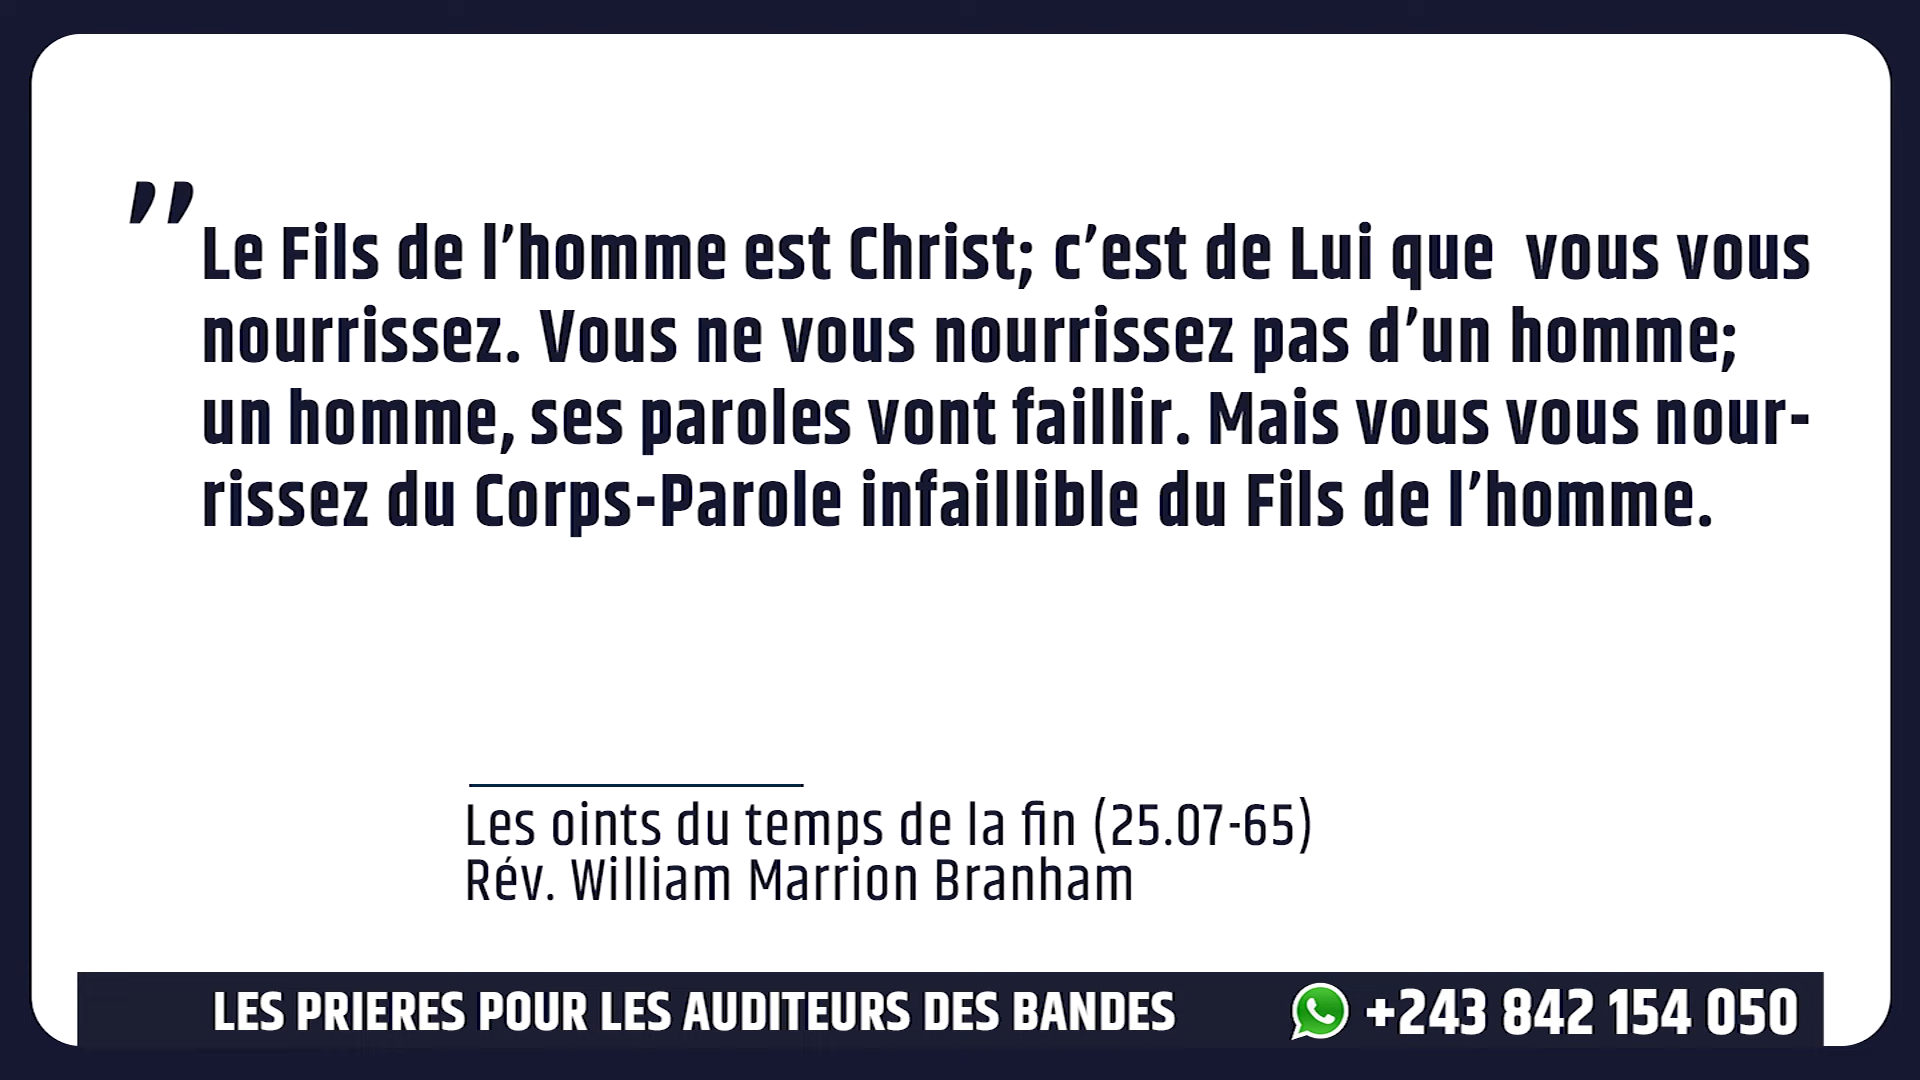 ” Le Fils de l’homme est Christ; c’est de Lui que vous vous
nourrissez. Vous ne vous nourrissez pas d’un homme;
un homme, ses paroles vont faillir. Mais vous vous nour-
rissez du Corps-Parole infaillible du Fils de l’homme.
Les oints du temps de la fin (25.07-65)
Rév. William Marrion Branham
LES PRIERES POUR LES AUDITEURS DES BANDES
+243 842 154 050